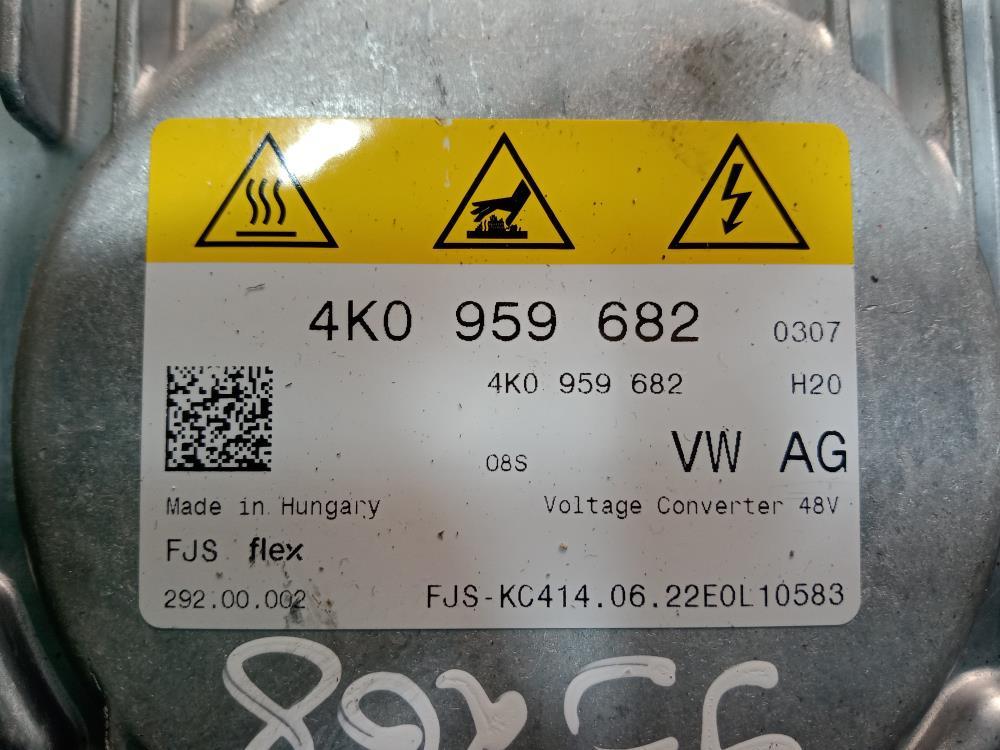 4K0 959 682 0307
4K0 959 682 H20
08S VW AG
Made in Hungary Voltage Converter 48V
FJS flex
292.00.002 FJS-KC414.06.22E0L10583